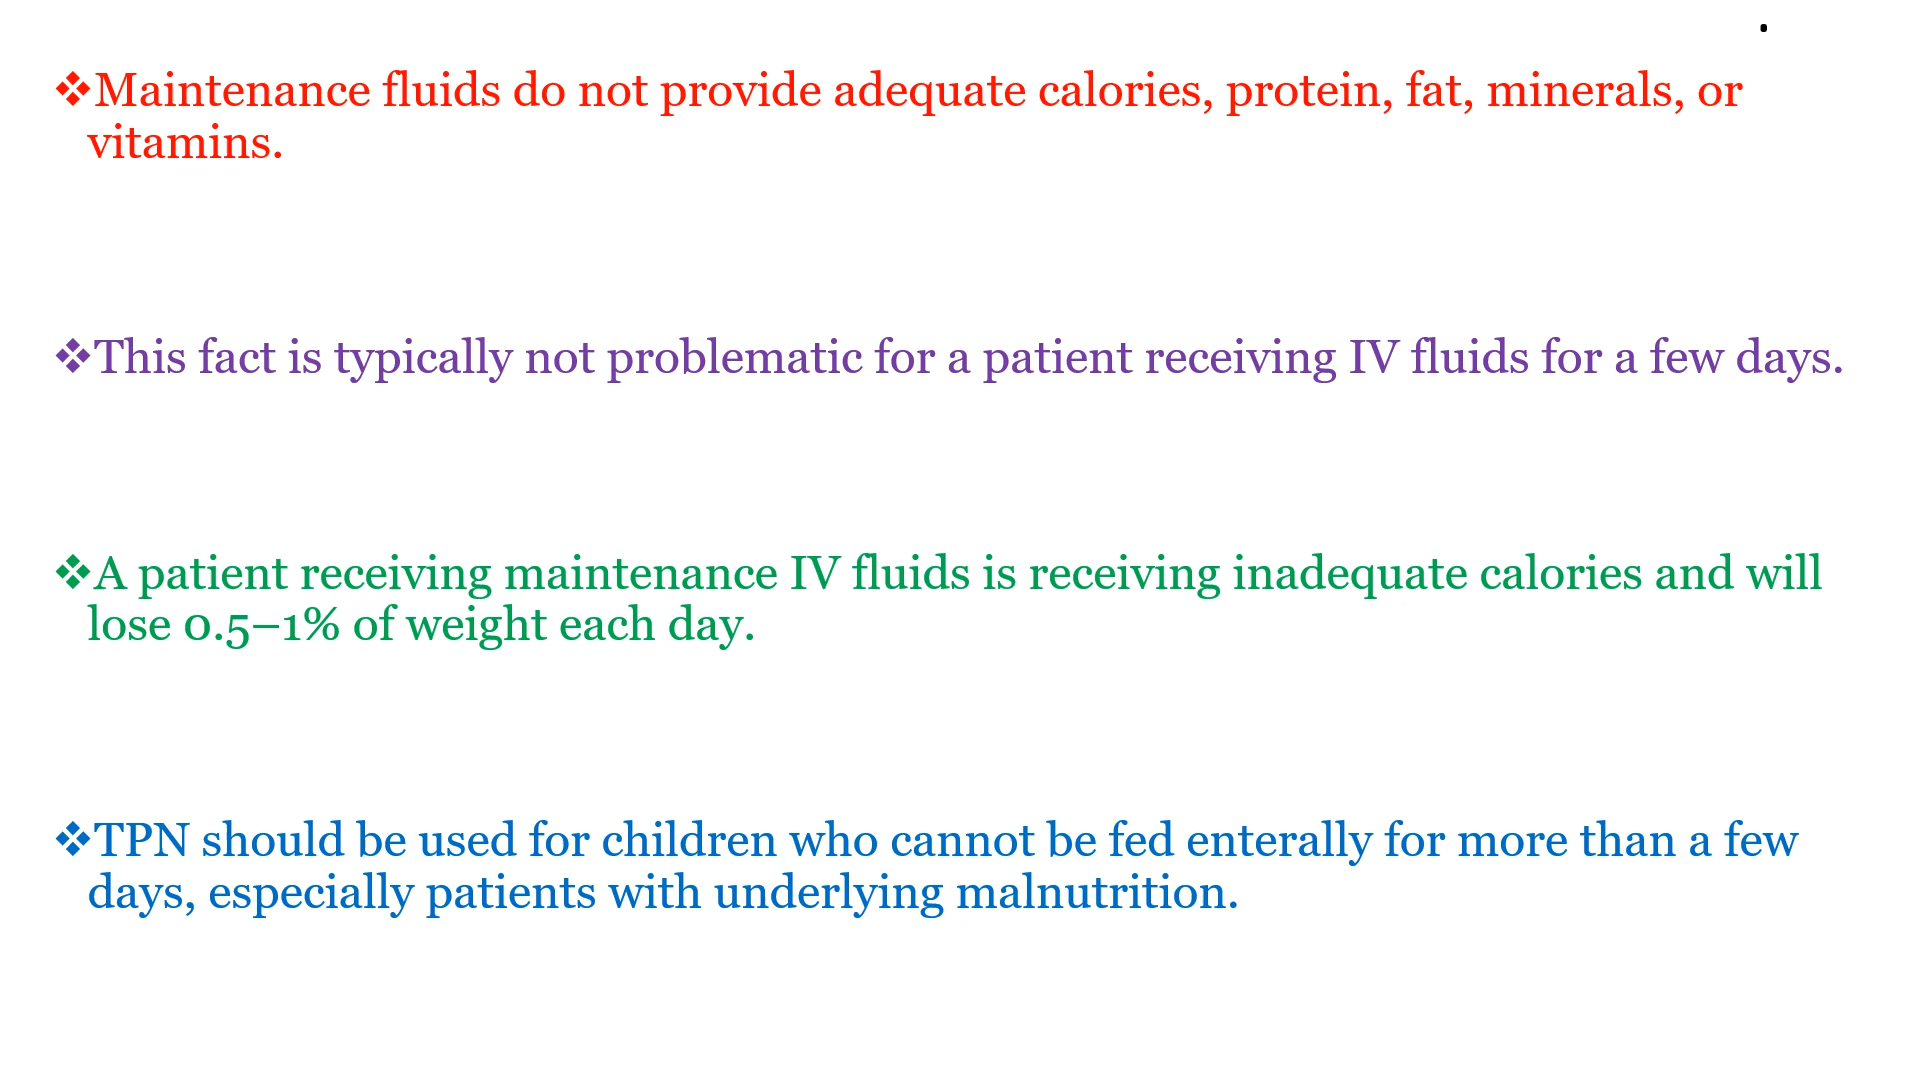 .
❖Maintenance fluids do not provide adequate calories, protein, fat, minerals, or
vitamins.
❖This fact is typically not problematic for a patient receiving IV fluids for a few days.
❖A patient receiving maintenance IV fluids is receiving inadequate calories and will
lose 0.5–1% of weight each day.
❖TPN should be used for children who cannot be fed enterally for more than a few
days, especially patients with underlying malnutrition.